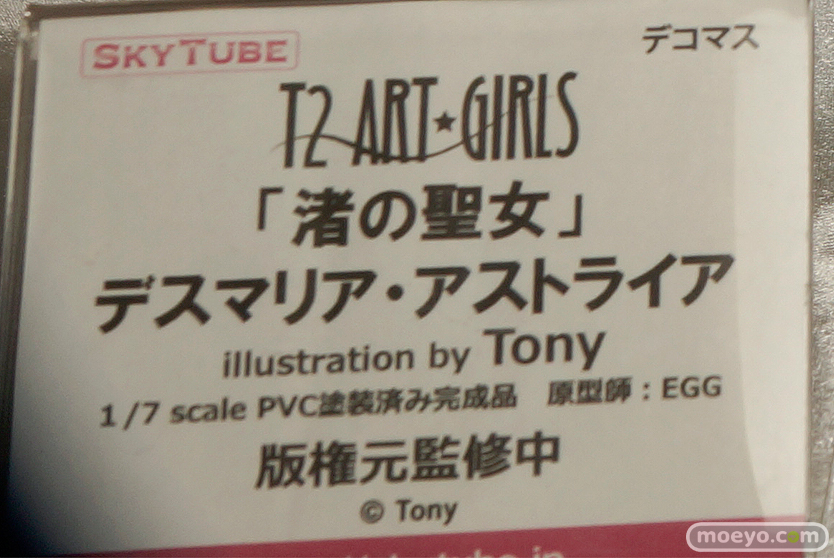 SKYTUBE
デコマス
T2 ART★GIRLS
「渚の聖女」
デスマリア・アストライア
illustration by Tony
1/7 scale PVC塗装済み完成品 原型師：EGG
版権元監修中
© Tony
moeyo.com